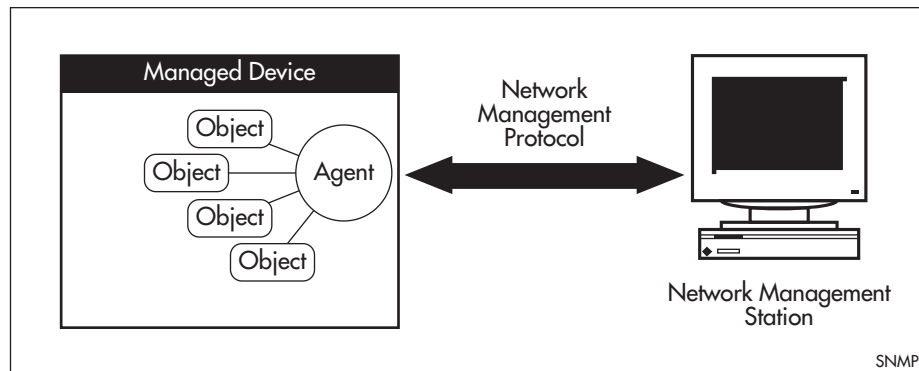 Managed Device
Object
Object
Object
Object
Agent
Network
Management
Protocol
Network Management
Station
SNMP